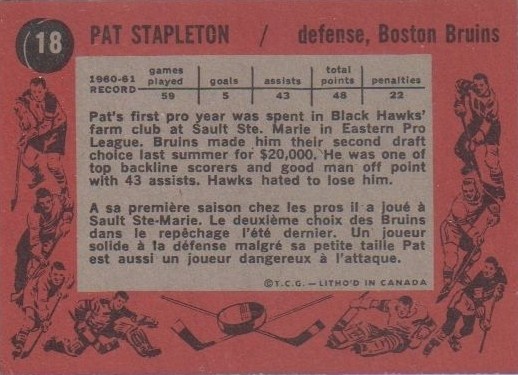 18 PAT STAPLETON / defense, Boston Bruins
1960-61 RECORD games played goals assists total points penalties
59 5 43 48 22
Pat's first pro year was spent in Black Hawks'
farm club at Sault Ste. Marie in Eastern Pro
League. Bruins made him their second draft
choice last summer for $20,000. He was one of
top backline scorers and good man off point
with 43 assists. Hawks hated to lose him.
A sa première saison chez les pros il a joué à
Sault Ste-Marie. Le deuxième choix des Bruins
dans le repêchage l'été dernier. Un joueur
solide à la défense malgré sa petite taille Pat
est aussi un joueur dangereux à l'attaque.
©T.C.G. — LITHO'D IN CANADA